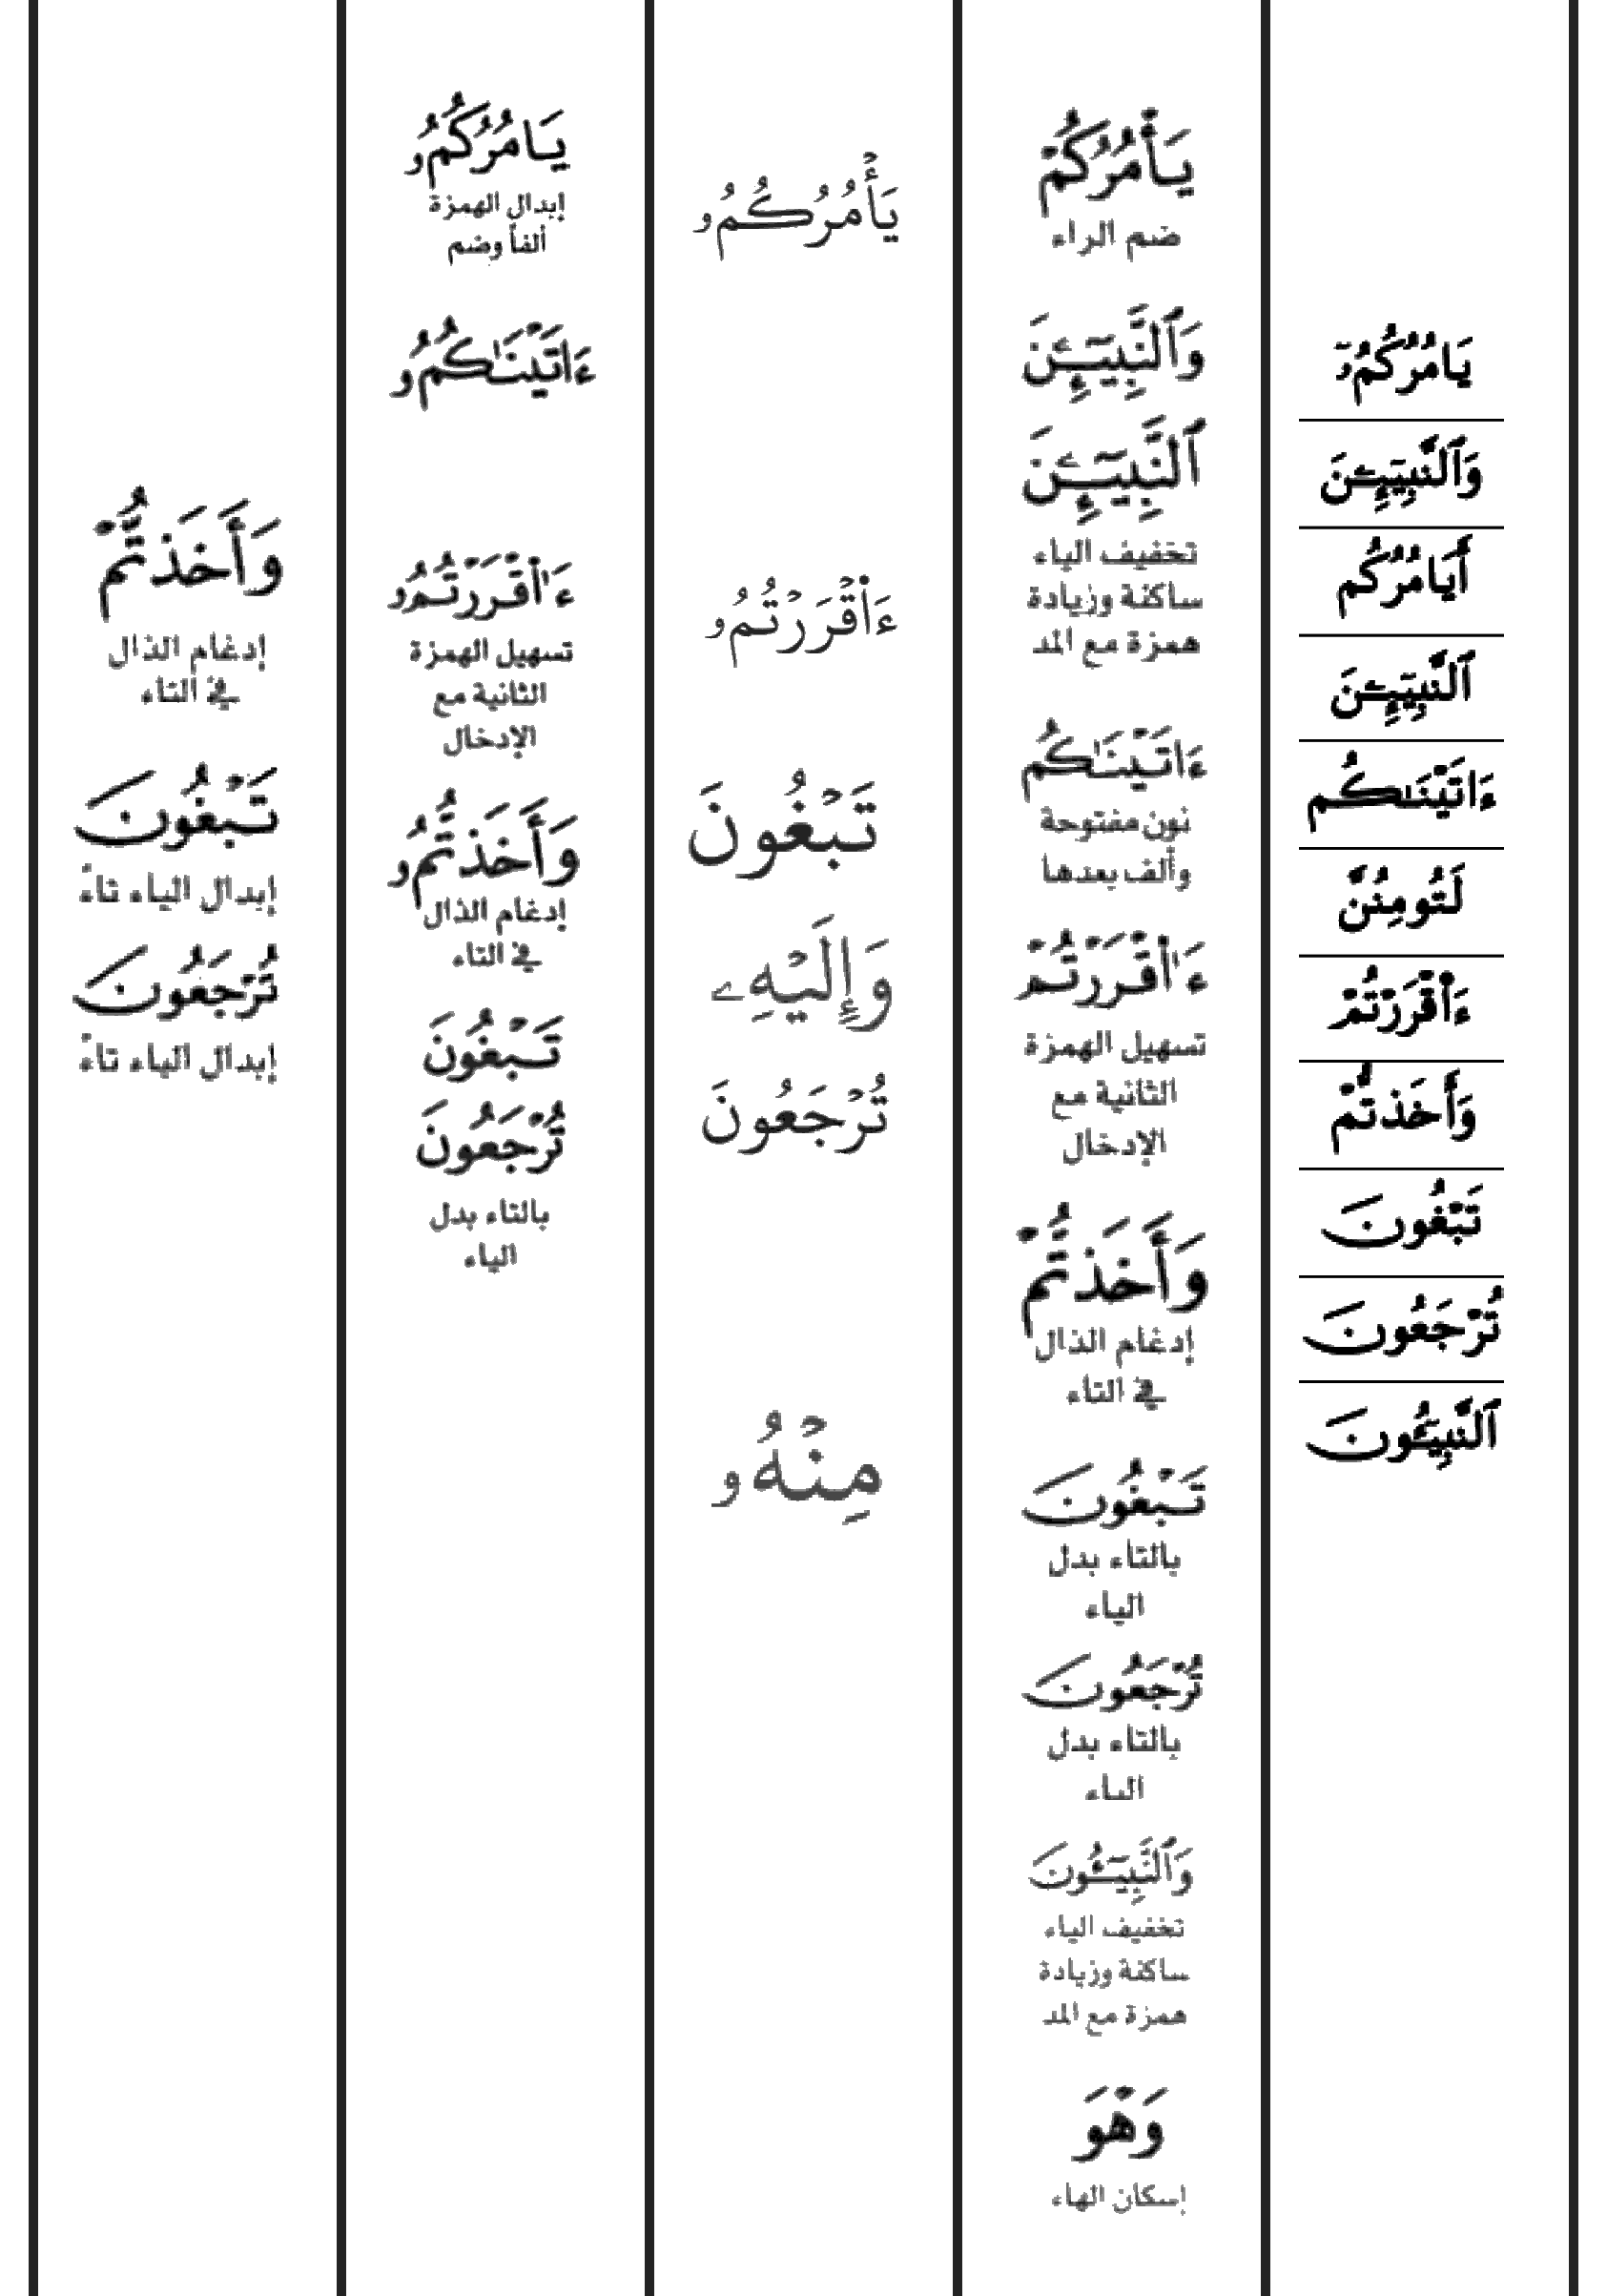 يَامُرُكُمُۥٓ
وَٱلنَّبِيٓـِٕۧنَ
أَيَامُرُكُم
ٱلنَّبِيٓـِٕۧنَ
ءَاتَيْنَٰكُم
لَتُومِنُنَّ
ءَاَ۬قْرَرْتُمْ
وَأَخَذتُّمْ
تَبْغُونَ
تُرْجَعُونَ
ٱلنَّبِيٓـُٔونَ
يَأْمُرُكُمْ
ضم الراء
وَٱلنَّبِيٓـِٕۧنَ
ٱلنَّبِيٓـِٕۧنَ
تخفيف الياء
ساكنة وزيادة
همزة مع المد
ءَاتَيْنَٰكُم
نون مفتوحة
وألف بعدها
ءَا۬قْرَرْتُمْ
تسهيل الهمزة
الثانية مع
الإدخال
وَأَخَذتُّمْ
إدغام الذال
في التاء
تَبْغُونَ
بالتاء بدل
الياء
تُرْجَعُونَ
بالتاء بدل
الياء
وَٱلنَّبِيٓـُٔونَ
تخفيف الياء
ساكنة وزيادة
همزة مع المد
وَهْوَ
إسكان الهاء
يَأْمُرُكُمُۥ
ءَا۬قْرَرْتُمُۥ
تَبْغُونَ
وَإِلَيْهِۦ
تُرْجَعُونَ
مِنْهُۥ
يَامُرُكُمُۥ
إبدال الهمزة
ألفاً وضم
ءَاتَيْنَٰكُمُۥ
ءَا۬قْرَرْتُمُۥ
تسهيل الهمزة
الثانية مع
الإدخال
وَأَخَذتُّمُۥ
إدغام الذال
في التاء
تَبْغُونَ
تُرْجَعُونَ
بالتاء بدل
الياء
وَأَخَذتُّمْ
إدغام الذال
في التاء
تَبْغُونَ
إبدال الياء تاءً
تُرْجَعُونَ
إبدال الياء تاءً